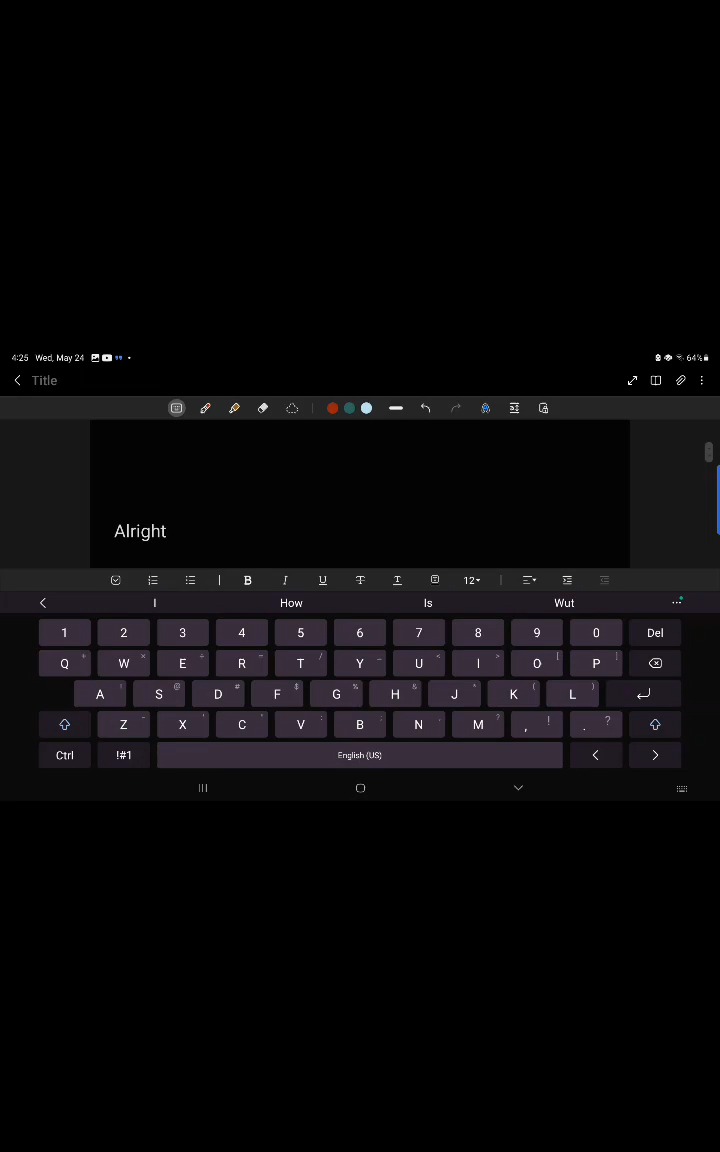 4:25 Wed, May 24
64%
Title
Alright
B I U T T 12
I How Is Wut
1 2 3 4 5 6 7 8 9 0 Del
Q W E R T Y U I O P
A S D F G H J K L
Z X C V B N M , ! . ?
Ctrl !#1 English (US) < >